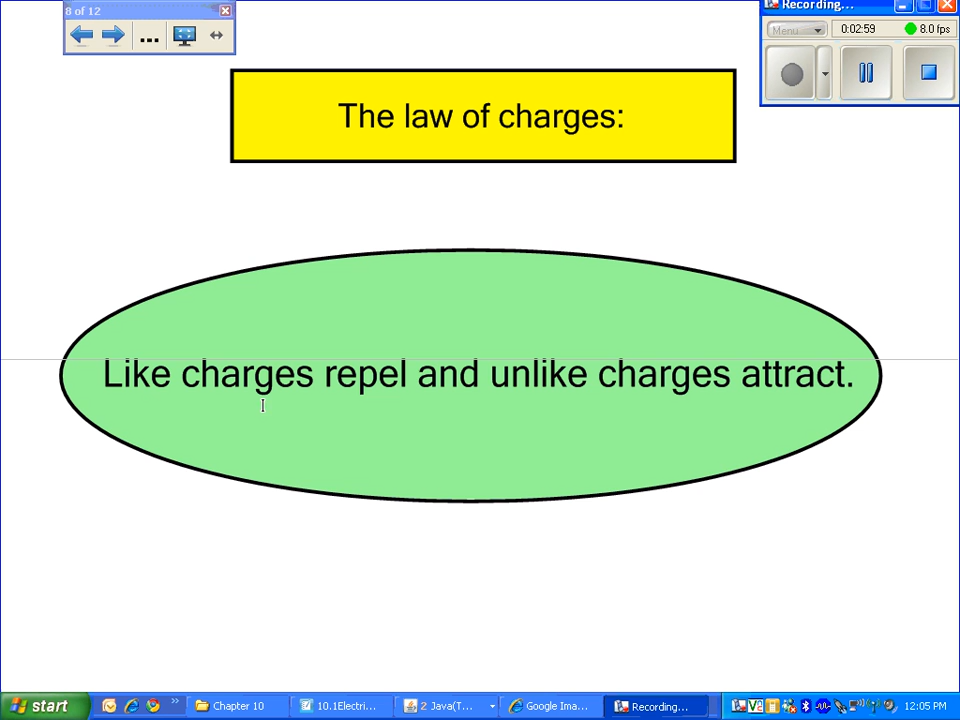 8 of 12
Recording...
Menu
0:02:59
8.0 fps
The law of charges:
Like charges repel and unlike charges attract.
start
Chapter 10
10.1Electri...
2 Java(T...
Google Ima...
Recording...
12:05 PM